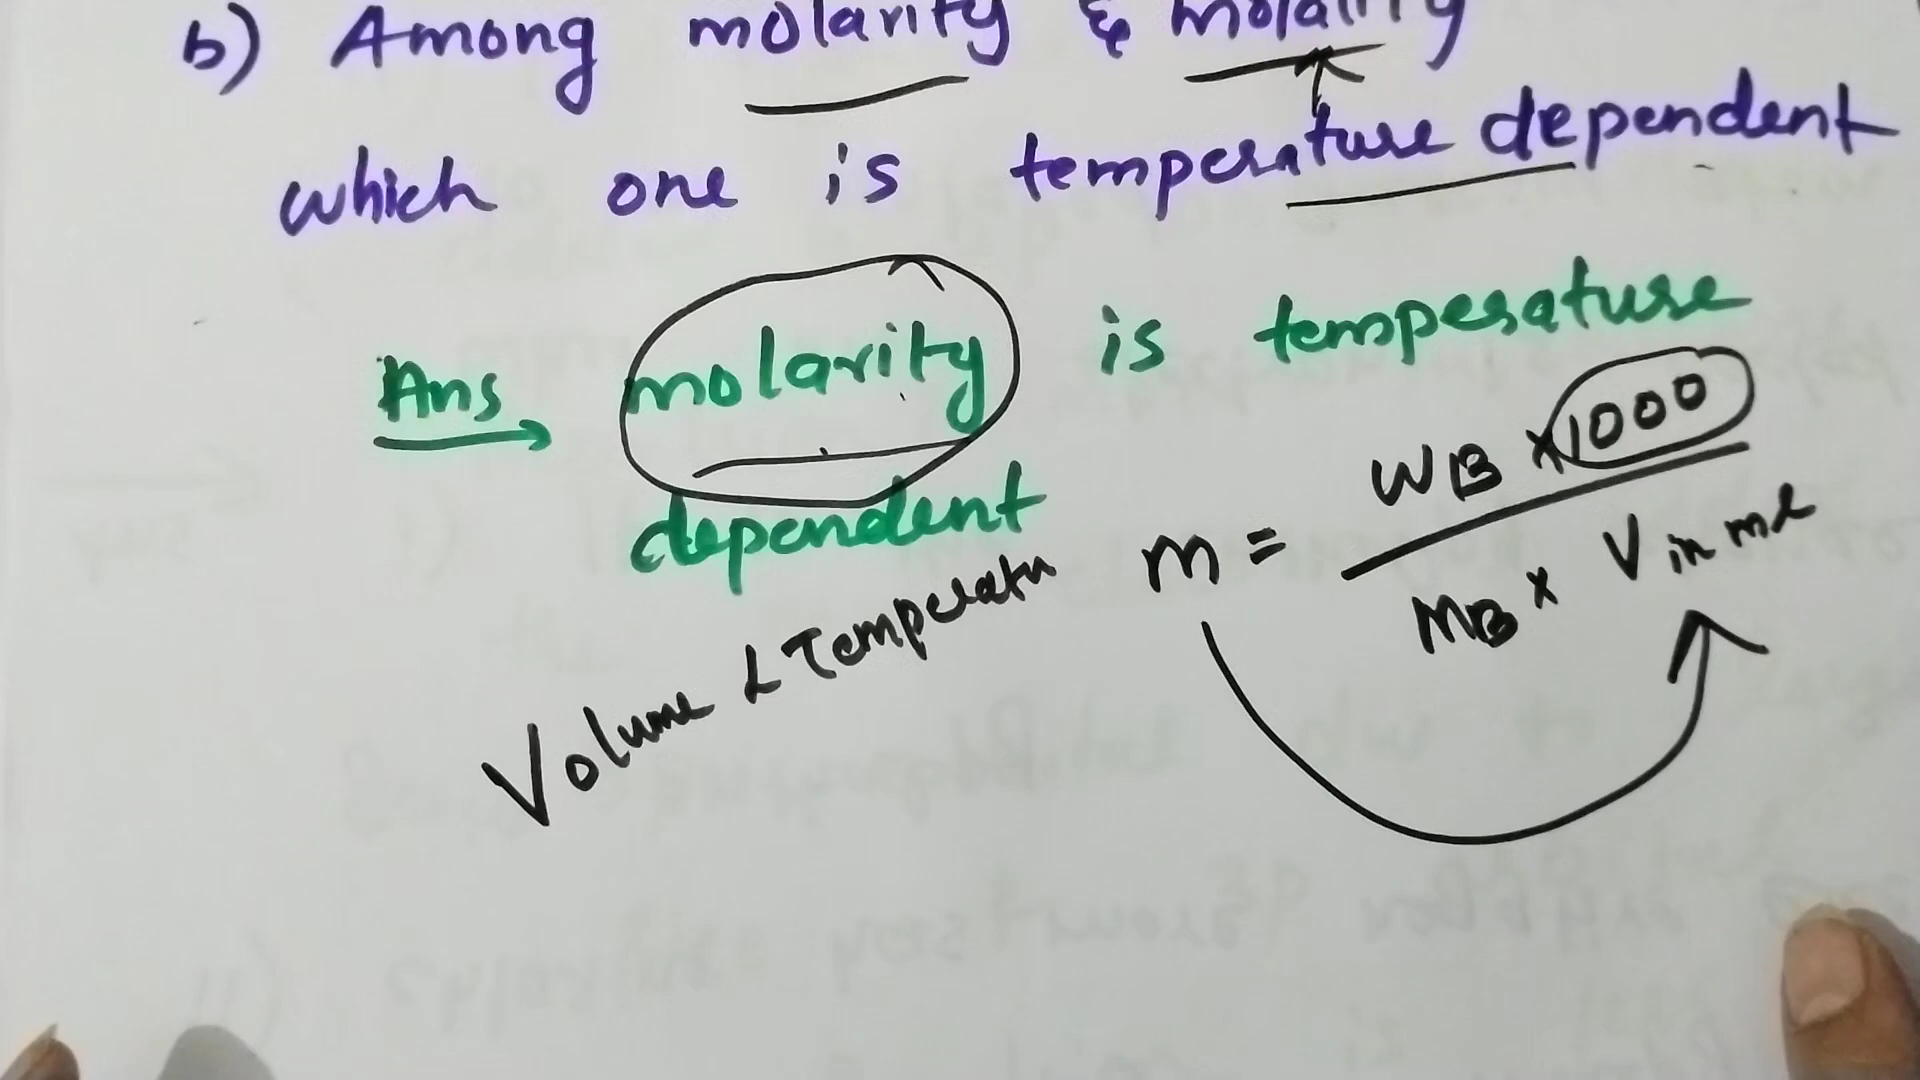 b) Among molarity & molality
which one is temperature dependent
Ans molarity is temperature
dependent
m = WB × 1000
MB × V in ml
Volume